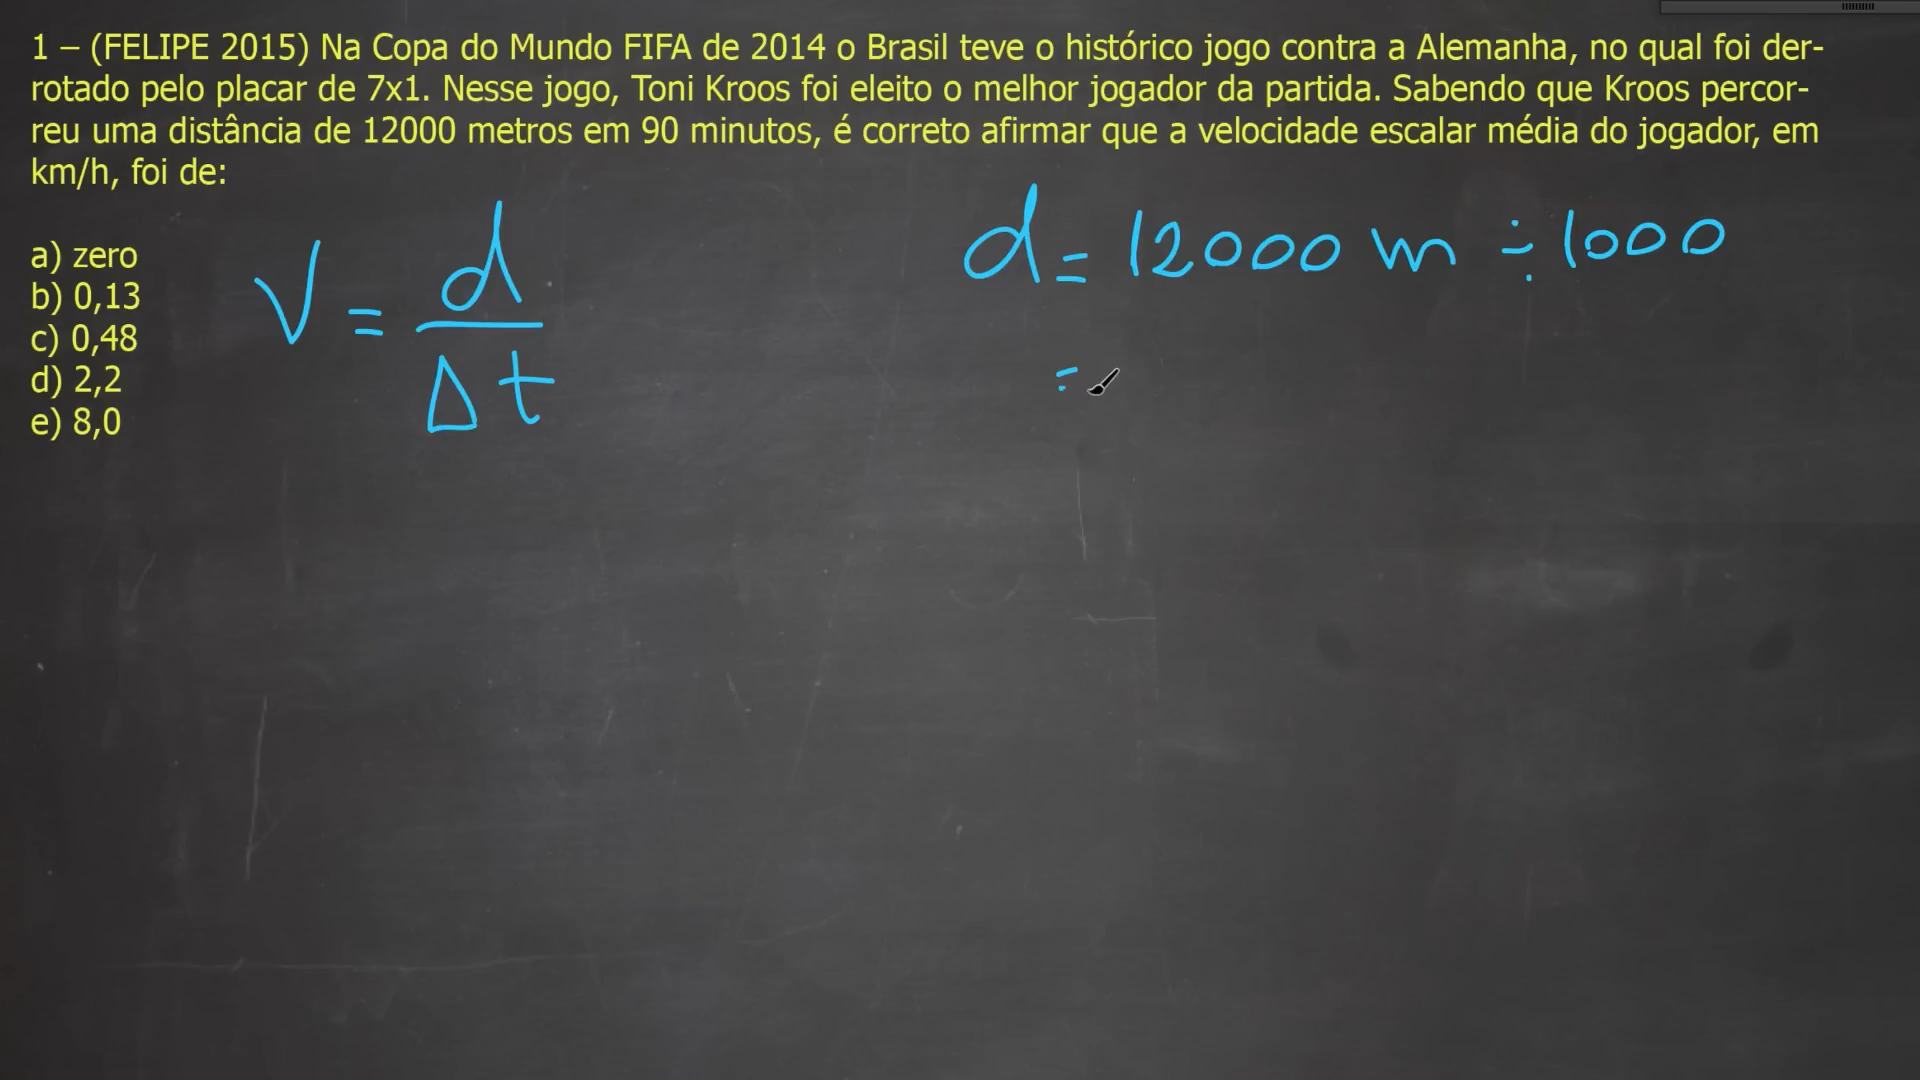 1 – (FELIPE 2015) Na Copa do Mundo FIFA de 2014 o Brasil teve o histórico jogo contra a Alemanha, no qual foi der-
rotado pelo placar de 7x1. Nesse jogo, Toni Kroos foi eleito o melhor jogador da partida. Sabendo que Kroos percor-
reu uma distância de 12000 metros em 90 minutos, é correto afirmar que a velocidade escalar média do jogador, em
km/h, foi de:
a) zero
b) 0,13
c) 0,48
d) 2,2
e) 8,0
V = d
Δt
d = 12000 m ÷ 1000
=